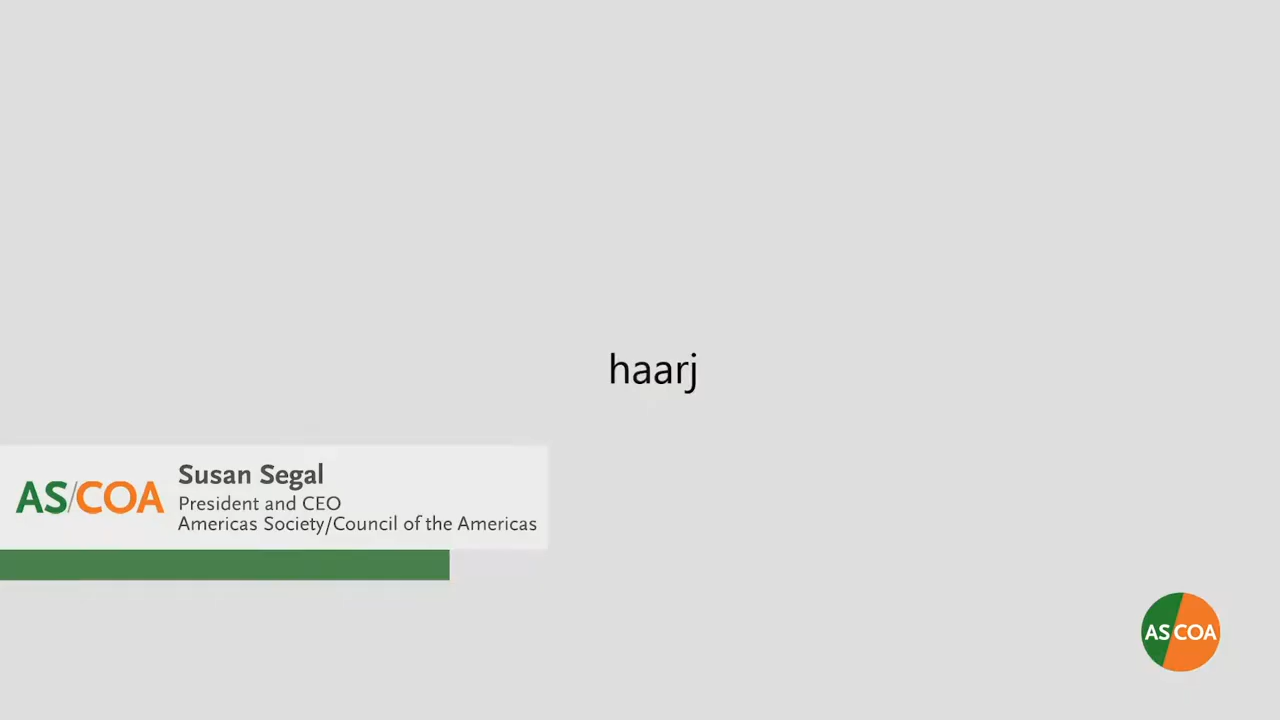 haarj
AS/COA
Susan Segal
President and CEO
Americas Society/Council of the Americas
AS COA